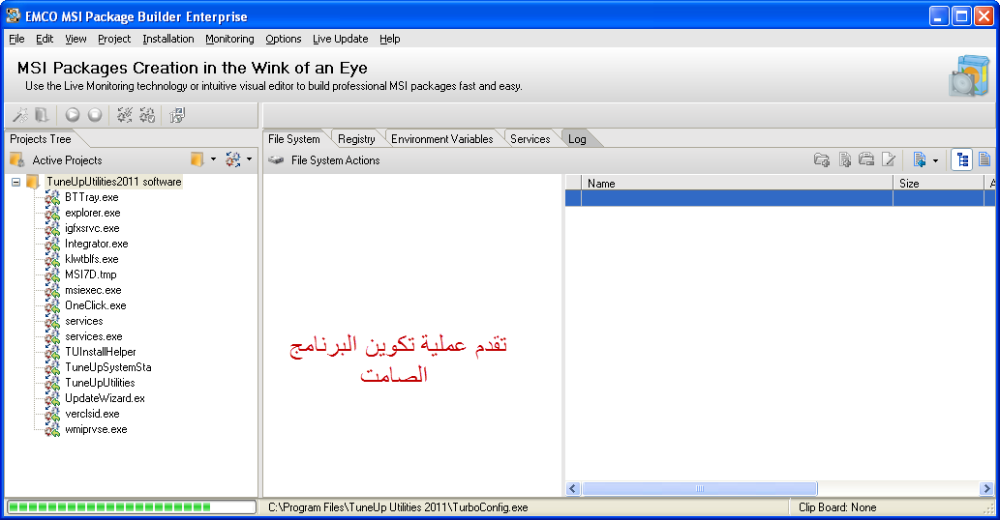 EMCO MSI Package Builder Enterprise
File Edit View Project Installation Monitoring Options Live Update Help
MSI Packages Creation in the Wink of an Eye
Use the Live Monitoring technology or intuitive visual editor to build professional MSI packages fast and easy.
Projects Tree
File System Registry Environment Variables Services Log
Active Projects
File System Actions
TuneUpUtilities2011 software
BTTray.exe
explorer.exe
igfxsrvc.exe
Integrator.exe
klwtblfs.exe
MSI7D.tmp
msiexec.exe
OneClick.exe
services
services.exe
TUInstallHelper
TuneUpSystemSta
TuneUpUtilities
UpdateWizard.ex
verclsid.exe
wmiprvse.exe
تقدم عملية تكوين البرنامج
الصامت
Name Size A
C:\Program Files\TuneUp Utilities 2011\TurboConfig.exe
Clip Board: None